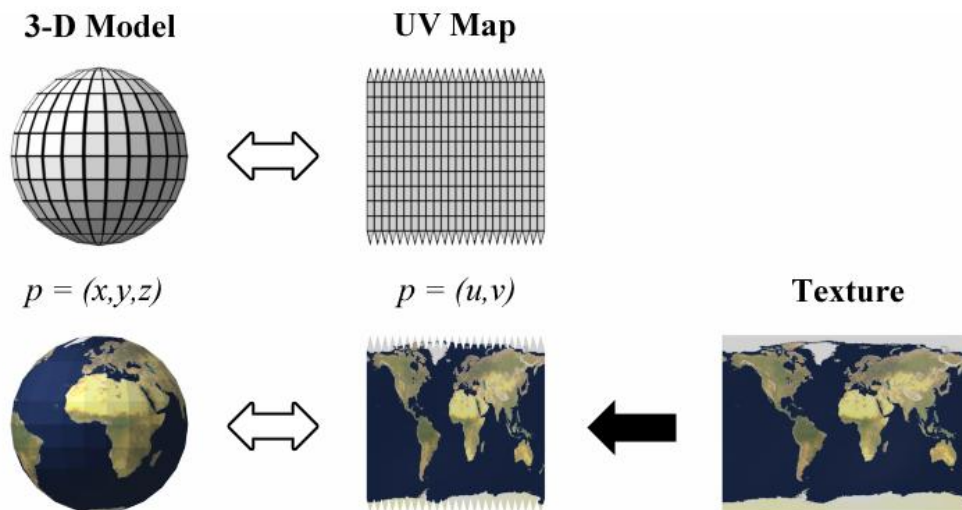 3-D Model
UV Map
p = (x,y,z)
p = (u,v)
Texture